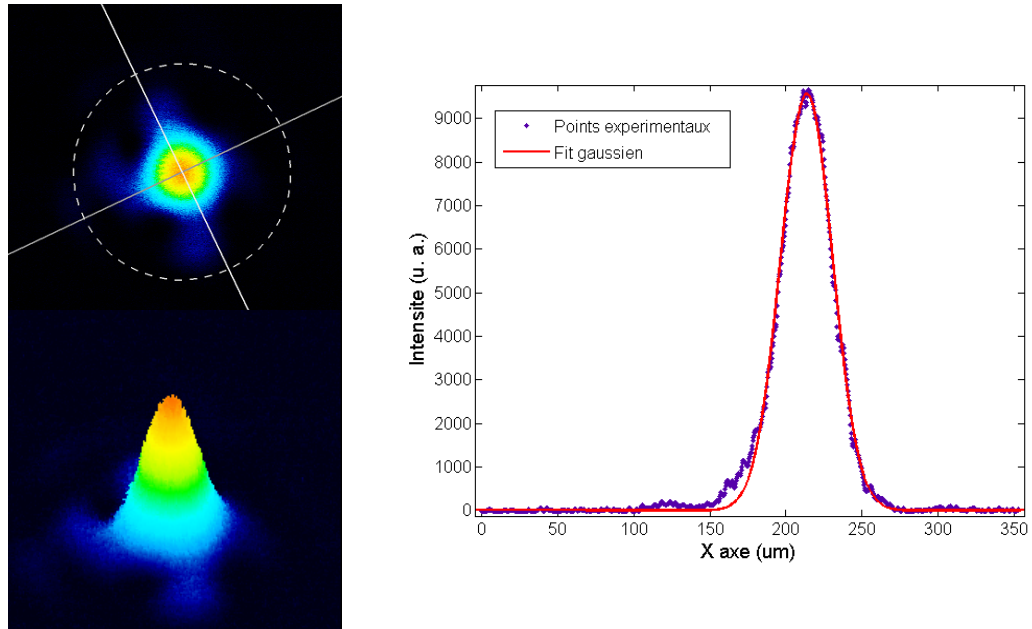 Points experimentaux
Fit gaussien
9000
8000
7000
6000
5000
4000
3000
2000
1000
0
Intensite (u. a.)
0 50 100 150 200 250 300 350
X axe (um)